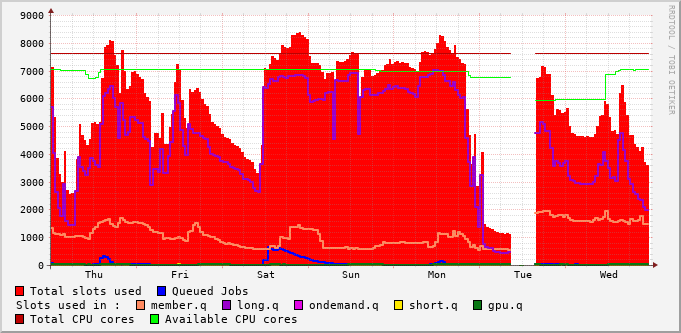 RRDTOOL / TOBI OETIKER
9000
8000
7000
6000
5000
4000
3000
2000
1000
0
Thu Fri Sat Sun Mon Tue Wed
Total slots used Queued Jobs
Slots used in : member.q long.q ondemand.q short.q gpu.q
Total CPU cores Available CPU cores